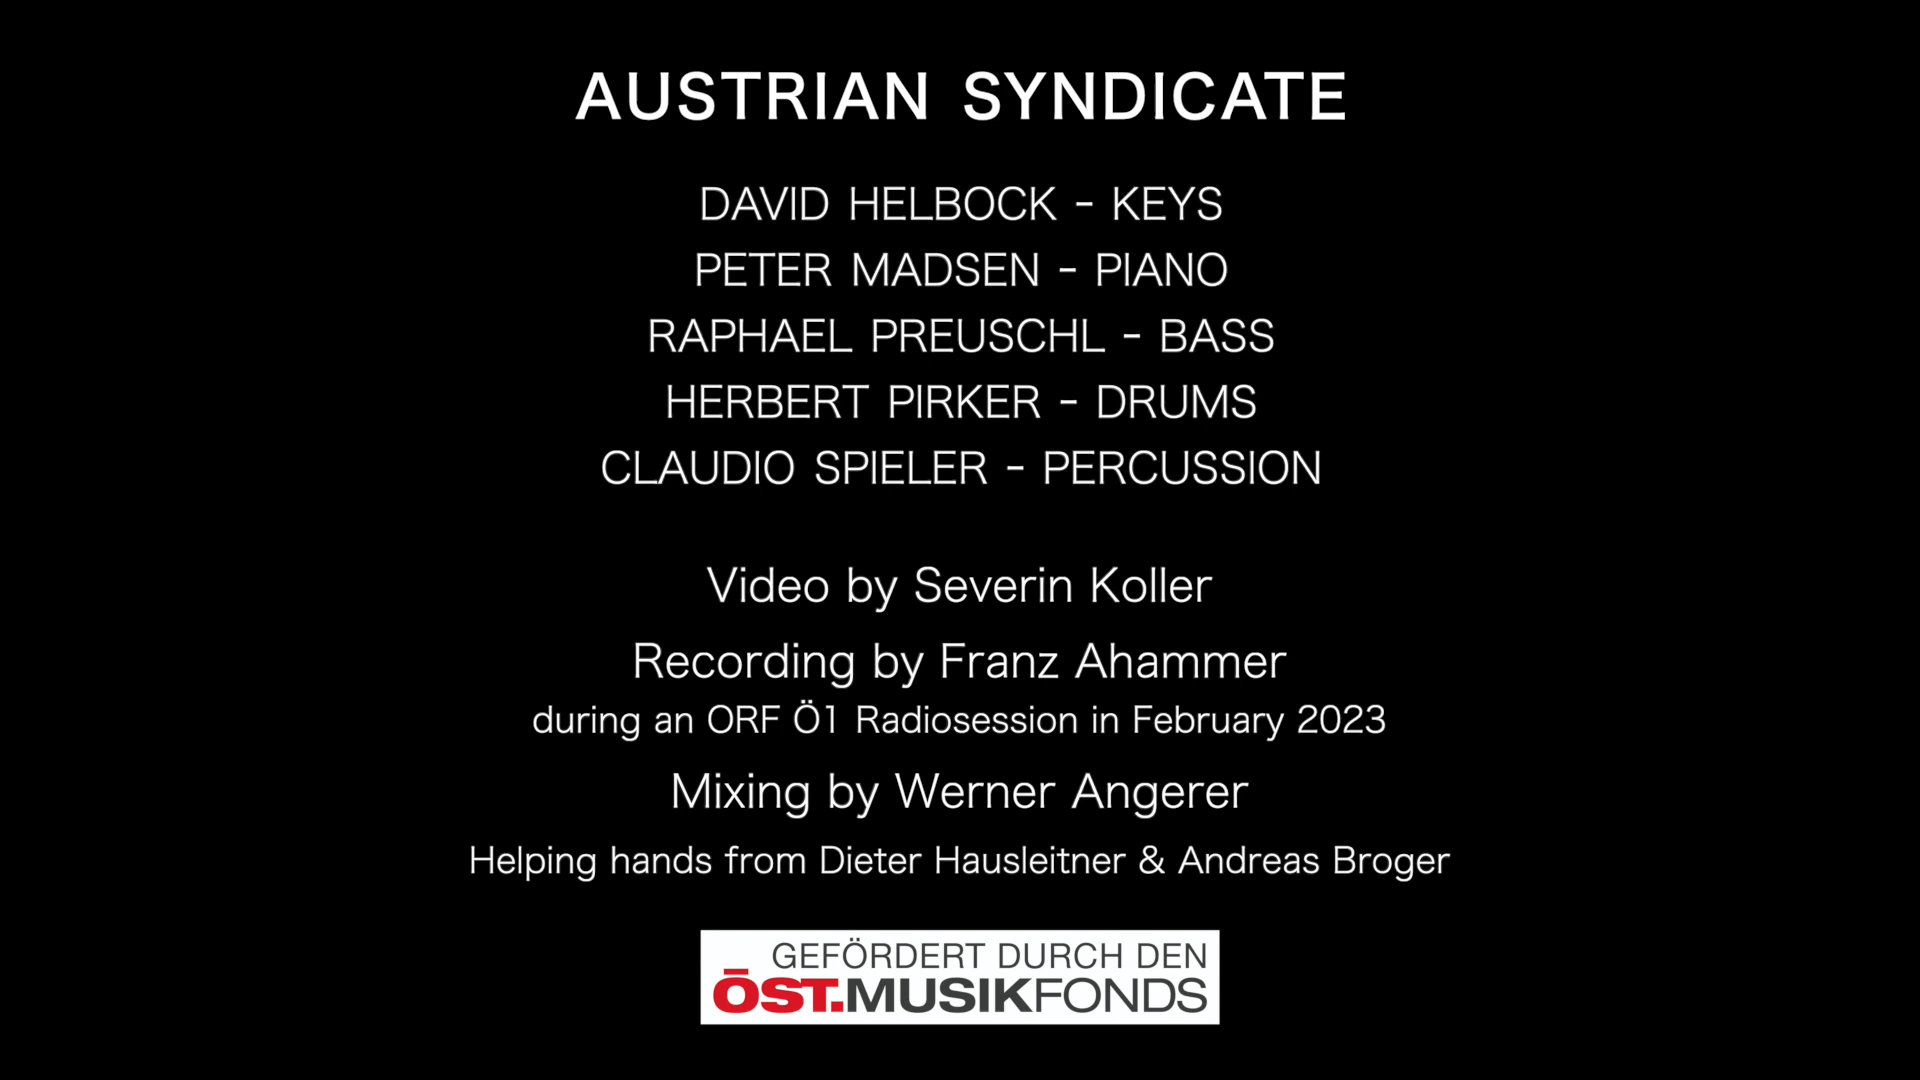 AUSTRIAN SYNDICATE
DAVID HELBOCK - KEYS
PETER MADSEN - PIANO
RAPHAEL PREUSCHL - BASS
HERBERT PIRKER - DRUMS
CLAUDIO SPIELER - PERCUSSION
Video by Severin Koller
Recording by Franz Ahammer
during an ORF Ö1 Radiosession in February 2023
Mixing by Werner Angerer
Helping hands from Dieter Hausleitner & Andreas Broger
GEFÖRDERT DURCH DEN
ŌST.MUSIKFONDS